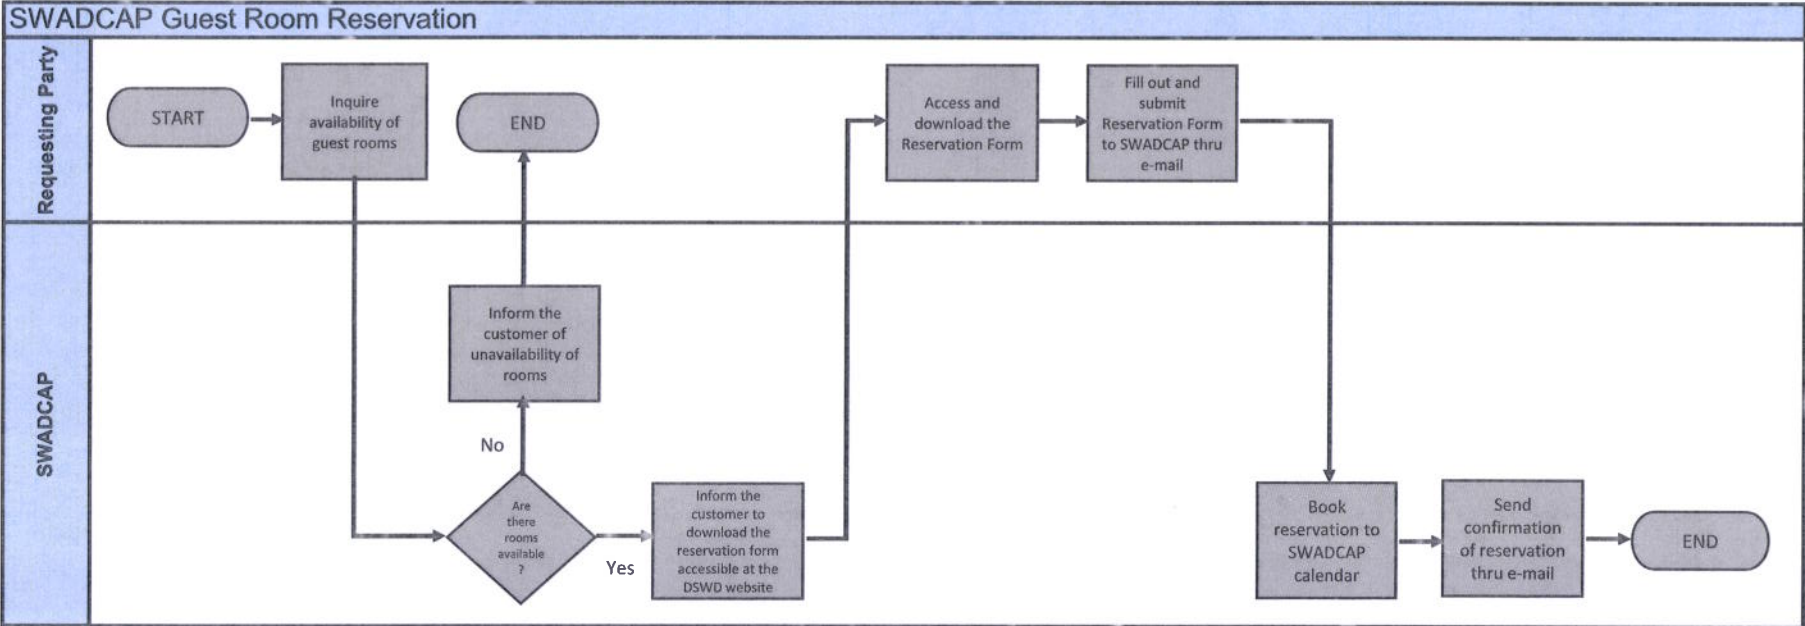 SWADCAP Guest Room Reservation
Requesting Party
START
Inquire
availability of
guest rooms
END
Access and
download the
Reservation Form
Fill out and
submit
Reservation Form
to SWADCAP thru
e-mail
SWADCAP
Inform the
customer of
unavailability of
rooms
No
Are
there
rooms
available
?
Yes
Inform the
customer to
download the
reservation form
accessible at the
DSWD website
Book
reservation to
SWADCAP
calendar
Send
confirmation
of reservation
thru e-mail
END